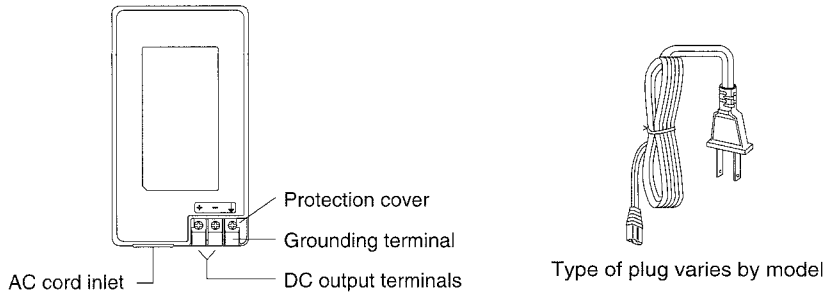 + − ⏚
Protection cover
Grounding terminal
AC cord inlet
DC output terminals
Type of plug varies by model